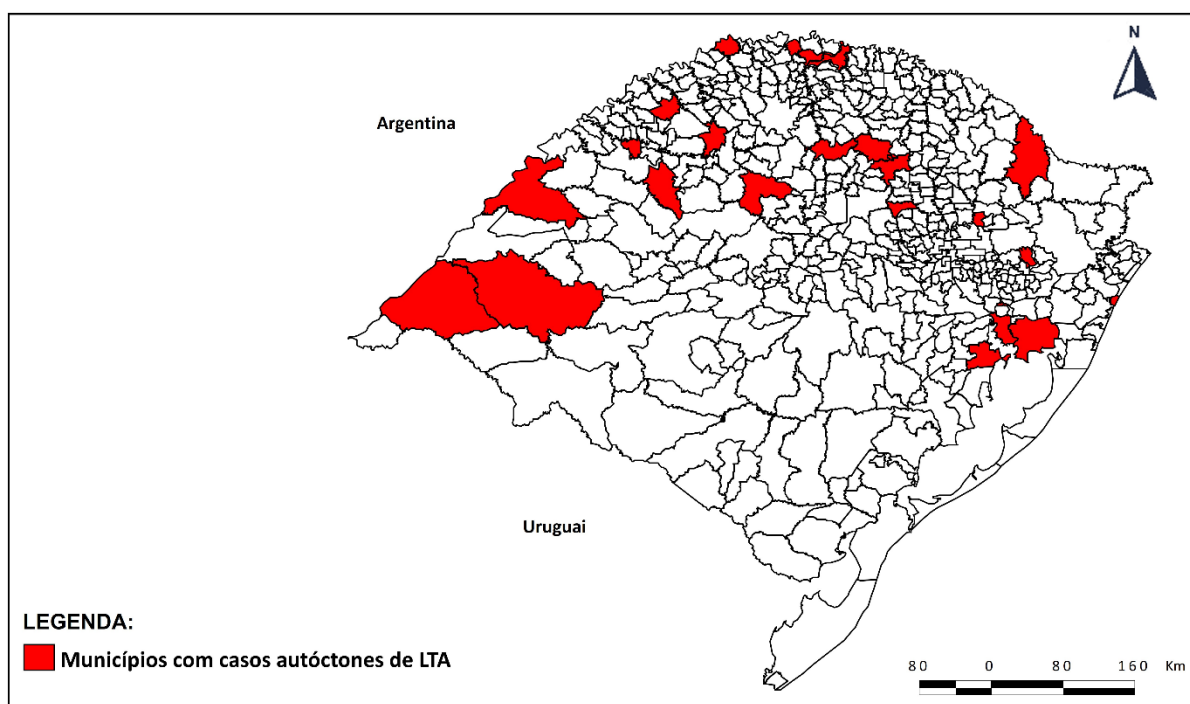 N
Argentina
Uruguai
LEGENDA:
Municípios com casos autóctones de LTA
80 0 80 160 Km